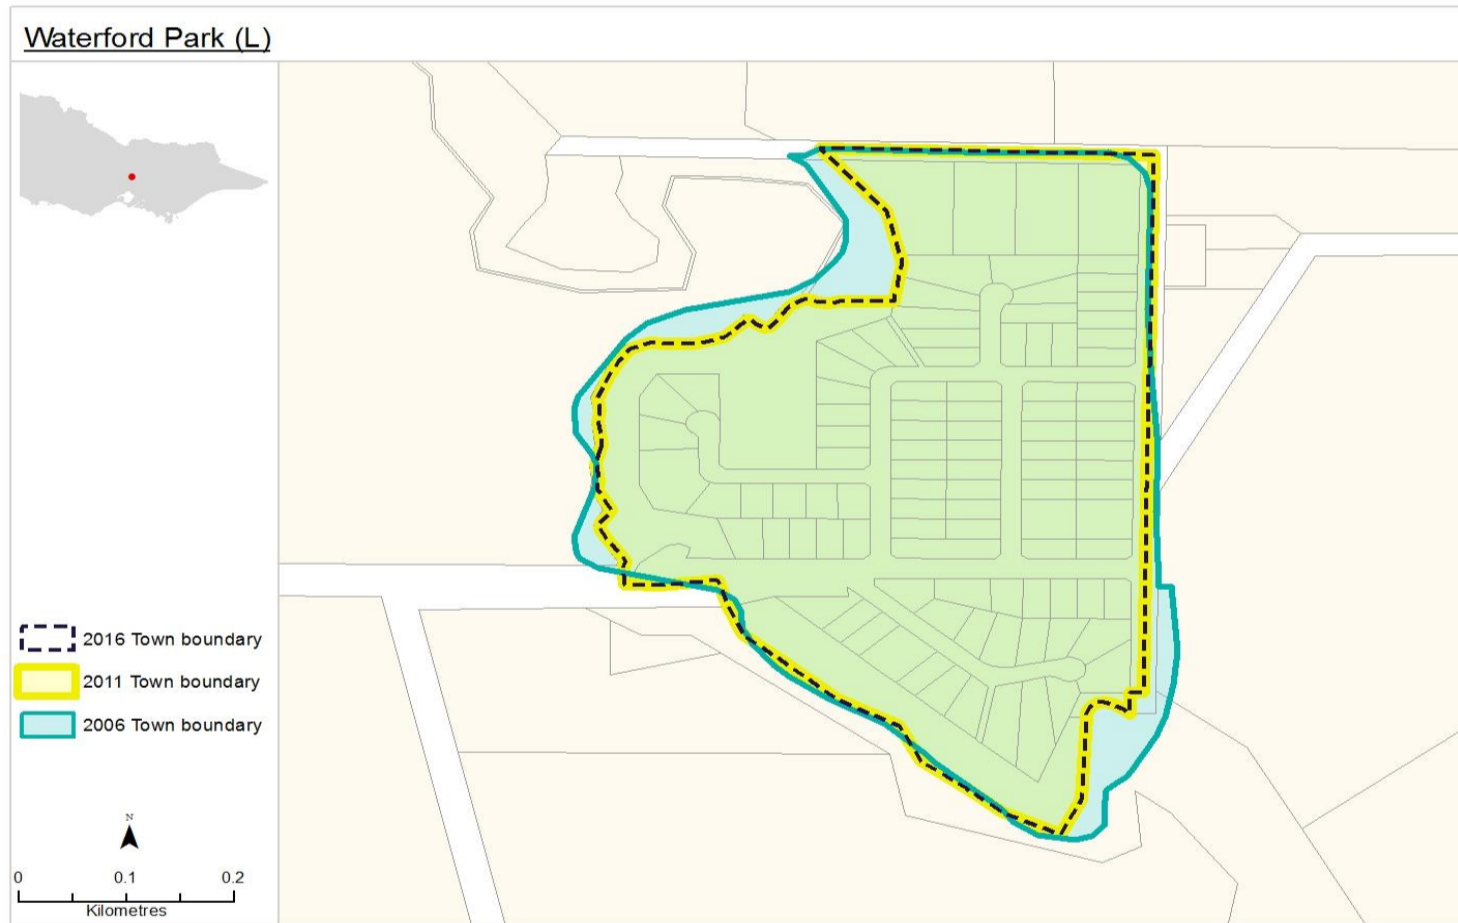 Waterford Park (L)
2016 Town boundary
2011 Town boundary
2006 Town boundary
N
0 0.1 0.2
Kilometres